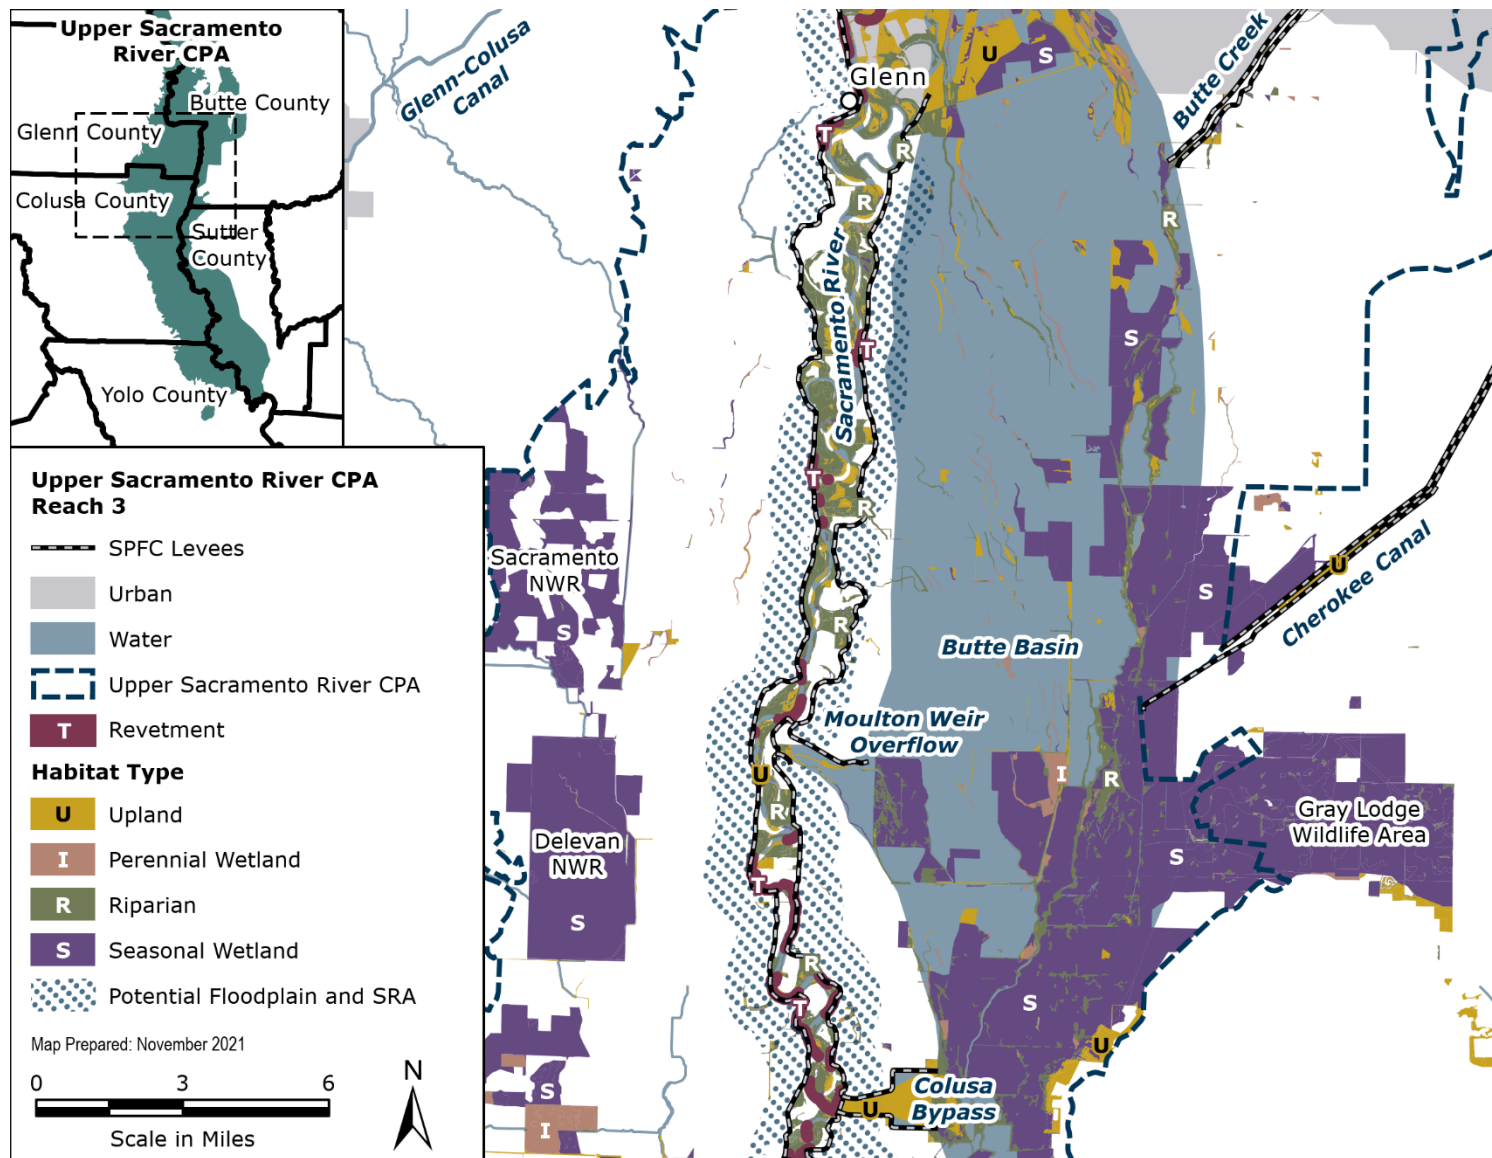 Upper Sacramento
River CPA
Butte County
Glenn County
Colusa County
Sutter
County
Yolo County
Upper Sacramento River CPA
Reach 3
SPFC Levees
Urban
Water
Upper Sacramento River CPA
T Revetment
Habitat Type
U Upland
I Perennial Wetland
R Riparian
S Seasonal Wetland
Potential Floodplain and SRA
Map Prepared: November 2021
0 3 6
Scale in Miles
N
Glenn-Colusa
Canal
Glenn
U
S
Butte Creek
T
R
R
R
Sacramento River
T
S
T
R
Sacramento
NWR
S
R
S
U
Cherokee Canal
Butte Basin
Moulton Weir
Overflow
U
I
R
R
Gray Lodge
Wildlife Area
Delevan
NWR
S
T
S
R
T
S
U
S
I
U
Colusa
Bypass